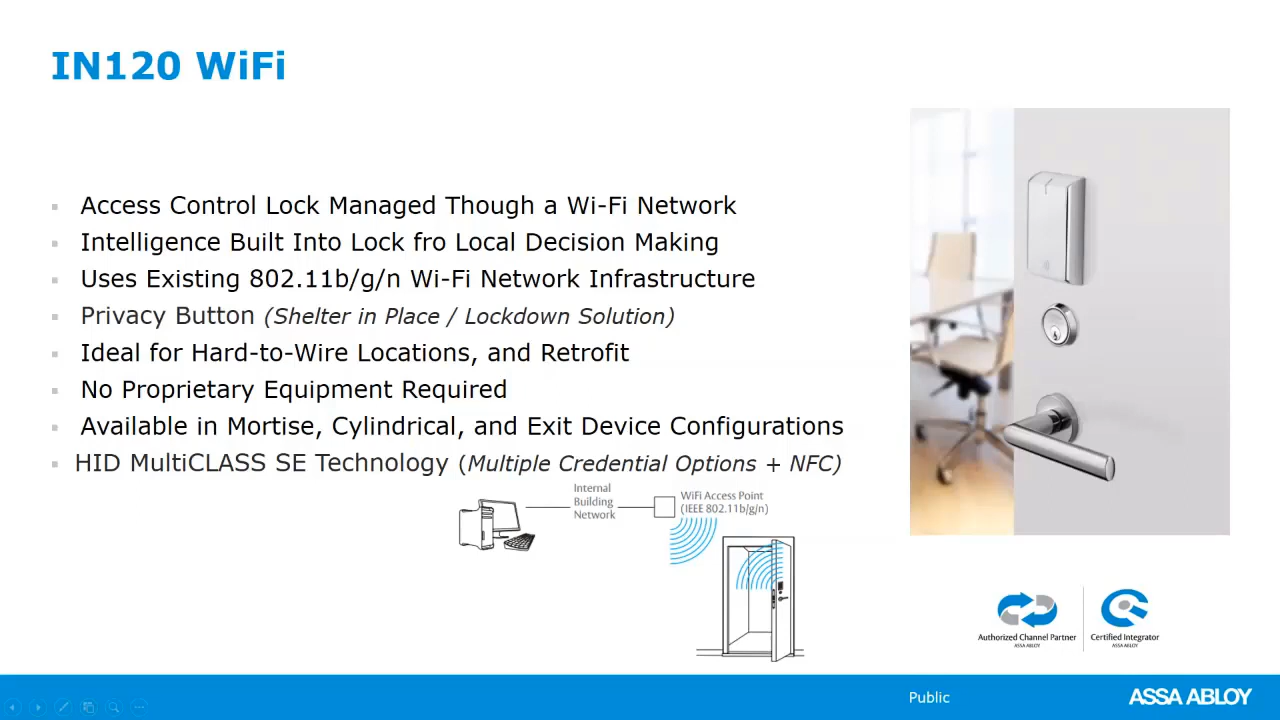 IN120 WiFi
Access Control Lock Managed Though a Wi-Fi Network
Intelligence Built Into Lock fro Local Decision Making
Uses Existing 802.11b/g/n Wi-Fi Network Infrastructure
Privacy Button (Shelter in Place / Lockdown Solution)
Ideal for Hard-to-Wire Locations, and Retrofit
No Proprietary Equipment Required
Available in Mortise, Cylindrical, and Exit Device Configurations
HID MultiCLASS SE Technology (Multiple Credential Options + NFC)
Internal
Building
Network
WiFi Access Point
(IEEE 802.11b/g/n)
Authorized Channel Partner
ASSA ABLOY
Certified Integrator
ASSA ABLOY
Public
ASSA ABLOY